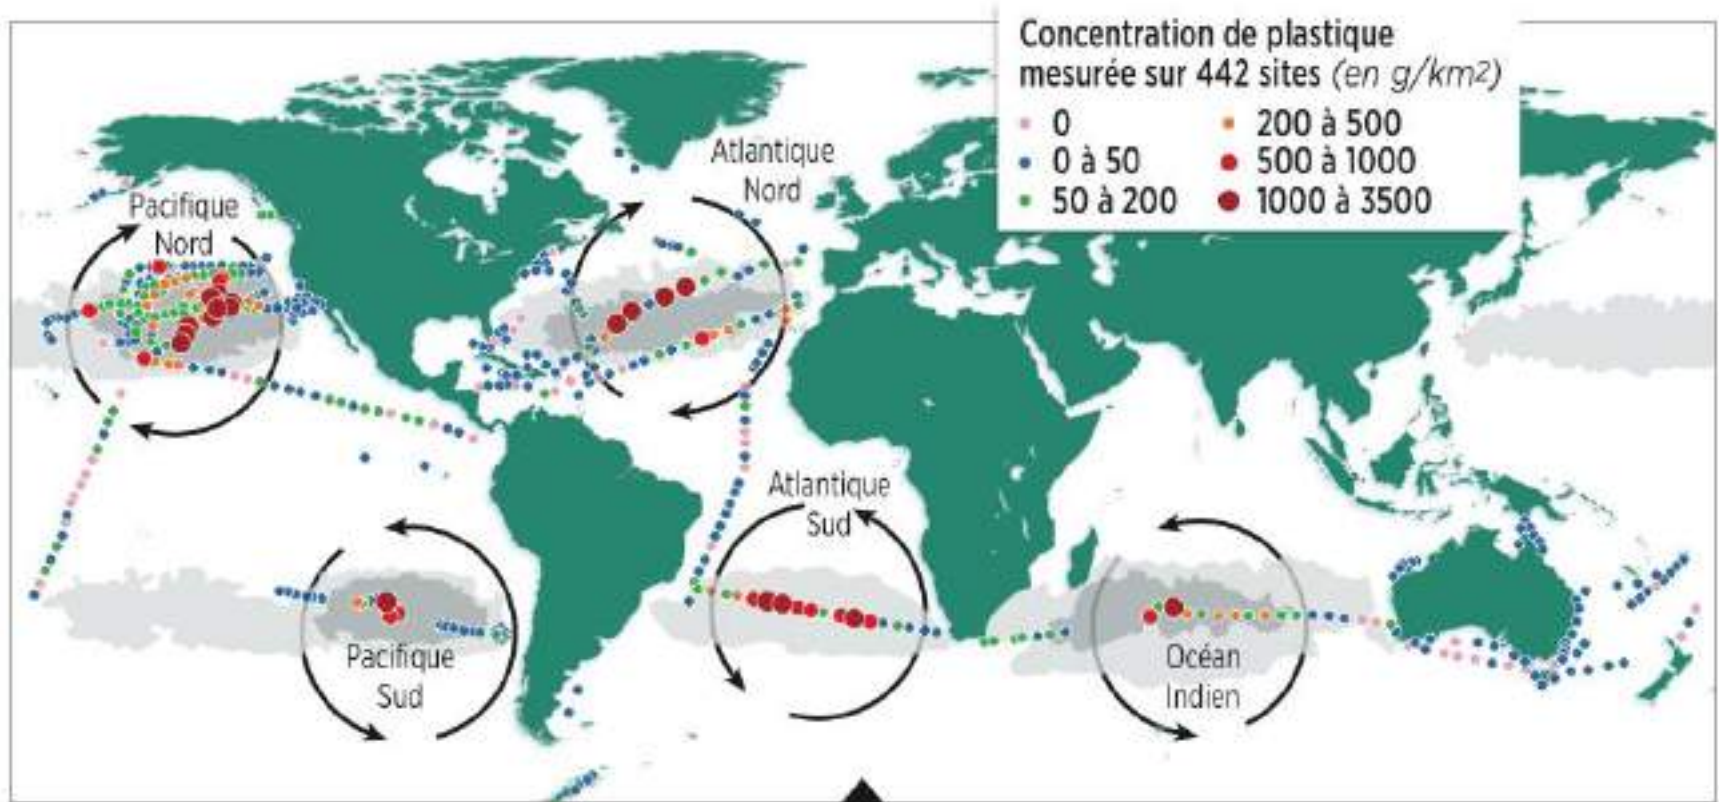 Concentration de plastique
mesurée sur 442 sites (en g/km2)
0
200 à 500
0 à 50
500 à 1000
50 à 200
1000 à 3500
Atlantique
Nord
Pacifique
Nord
Atlantique
Sud
Pacifique
Sud
Océan
Indien